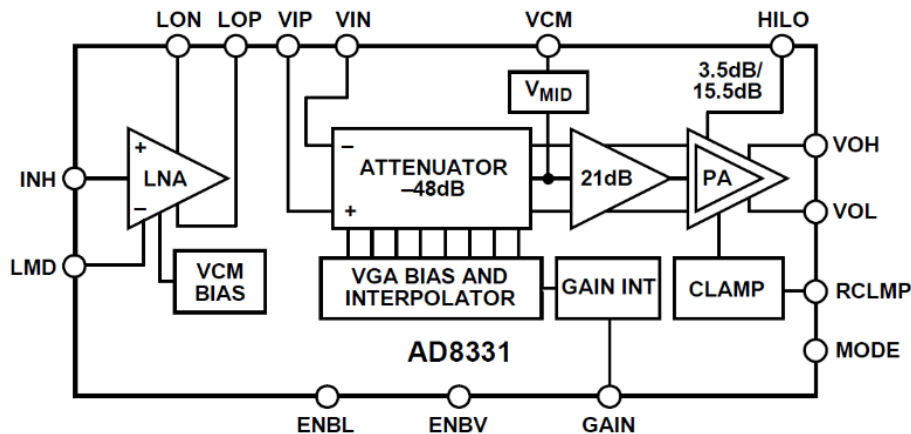 LON LOP VIP VIN VCM HILO
3.5dB/
15.5dB
VMID
+
–
LNA
–
+
ATTENUATOR
–48dB
21dB
PA
VOH
VOL
INH
LMD
VCM
BIAS
VGA BIAS AND
INTERPOLATOR
GAIN INT
CLAMP
RCLMP
MODE
AD8331
ENBL ENBV GAIN